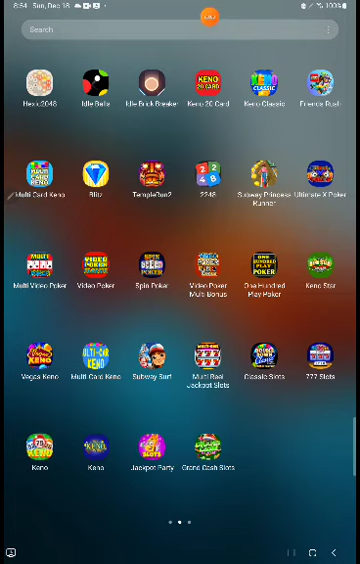 8:54 Sun, Dec 18
100%
Search
Hexic2048 Idle Balls Idle Brick Breaker Keno 20 Card Keno Classic Friends Rush
Multi Card Keno Blitz TempleRun2 2248 Subway Princess Runner Ultimate X Poker
Multi Video Poker Video Poker Spin Poker Video Poker Multi Bonus One Hundred Play Poker Keno Star
Vegas Keno Multi Card Keno Subway Surf Multi Reel Jackpot Slots Classic Slots 777 Slots
Keno Keno Jackpot Party Grand Cash Slots